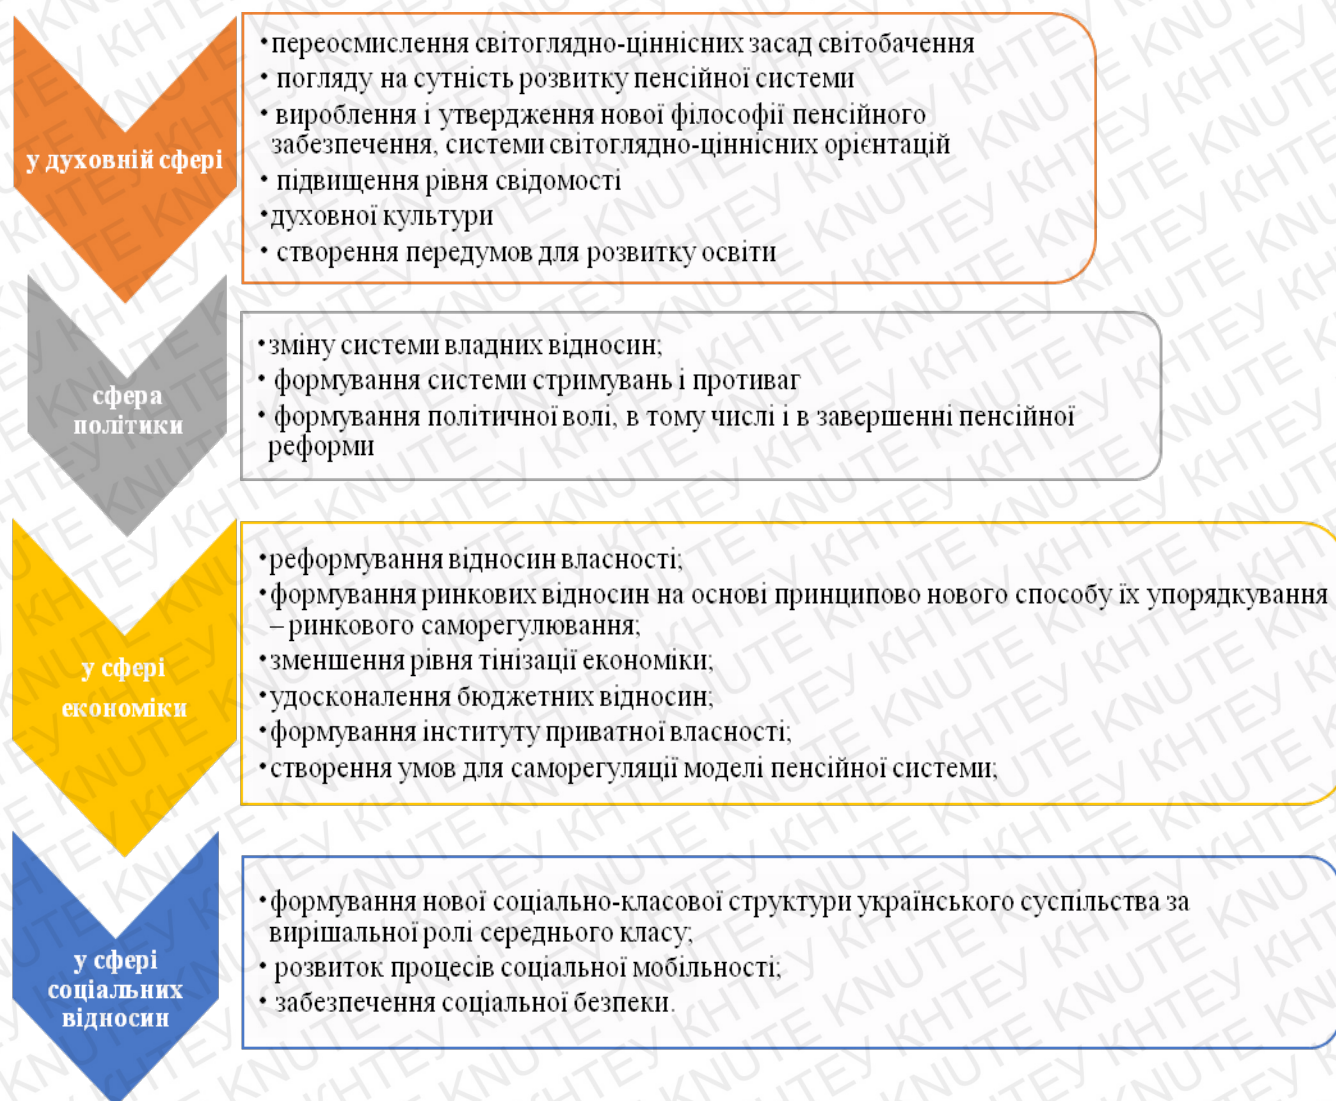 у духовній сфері
•переосмислення світоглядно-ціннісних засад світобачення
• погляду на сутність розвитку пенсійної системи
• вироблення і утвердження нової філософії пенсійного
забезпечення, системи світоглядно-ціннісних орієнтацій
• підвищення рівня свідомості
•духовної культури
• створення передумов для розвитку освіти
сфера
політики
•зміну системи владних відносин;
• формування системи стримувань і противаг
• формування політичної волі, в тому числі і в завершенні пенсійної
реформи
у сфері
економіки
•реформування відносин власності;
•формування ринкових відносин на основі принципово нового способу їх упорядкування
– ринкового саморегулювання;
•зменшення рівня тінізації економіки;
•удосконалення бюджетних відносин;
•формування інституту приватної власності;
•створення умов для саморегуляції моделі пенсійної системи;
у сфері
соціальних
відносин
•формування нової соціально-класової структури українського суспільства за
вирішальної ролі середнього класу;
• розвиток процесів соціальної мобільності;
• забезпечення соціальної безпеки.
KNUTE КНТЕУ